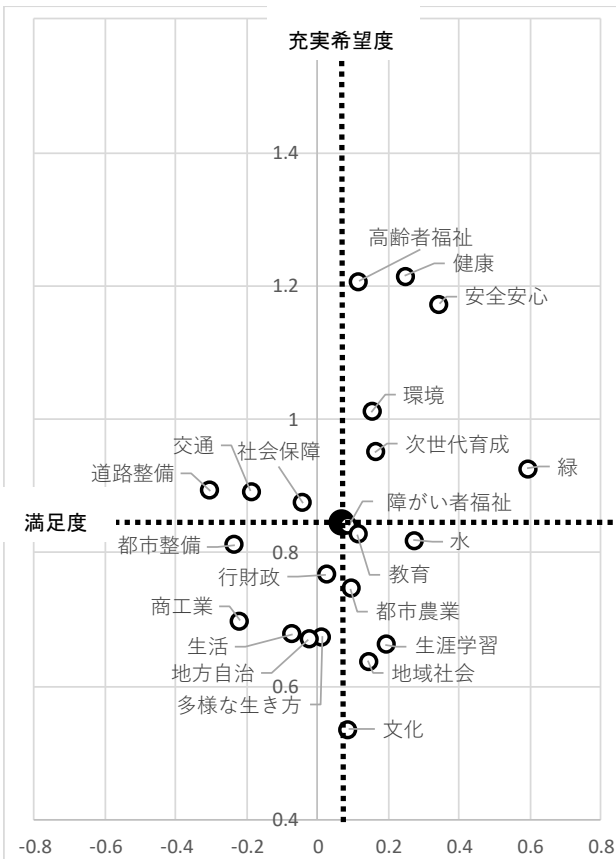 充実希望度
1.4
高齢者福祉
健康
1.2
安全安心
環境
1
交通
社会保障
次世代育成
道路整備
緑
障がい者福祉
満足度
都市整備
0.8
水
行財政
教育
商工業
都市農業
生活
生涯学習
地方自治
0.6
地域社会
多様な生き方
文化
0.4
-0.8 -0.6 -0.4 -0.2 0 0.2 0.4 0.6 0.8